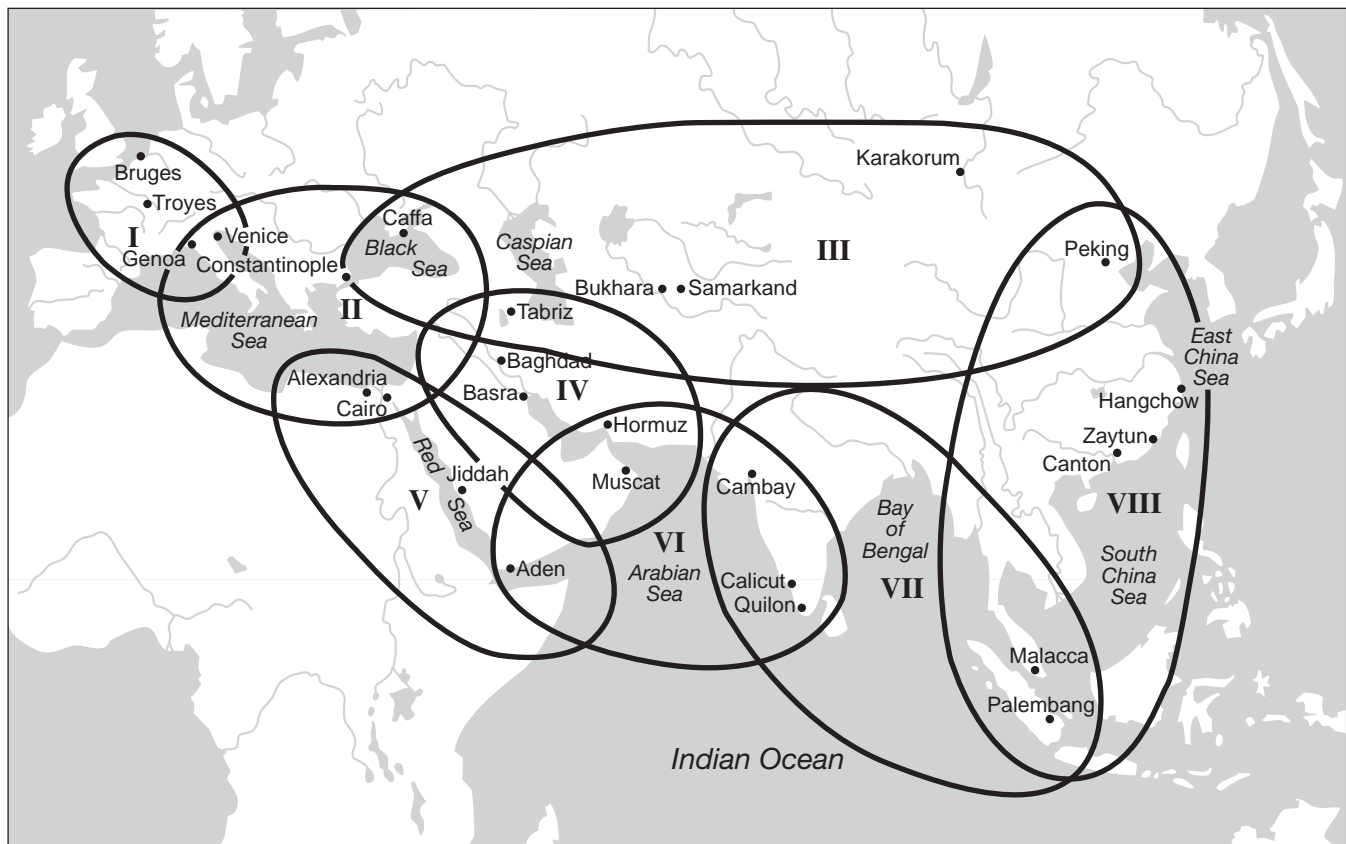 Karakorum
Bruges
Troyes
Caffa
I
Venice
III
Genoa
Constantinople
Black
Sea
Caspian
Sea
Peking
Bukhara
Samarkand
II
Mediterranean
Sea
Tabriz
East
China
Sea
Baghdad
Alexandria
Basra
IV
Cairo
Hangchow
Hormuz
Zaytun
Canton
Red
Sea
Jiddah
Muscat
Cambay
V
VIII
Bay
of
Bengal
VI
Arabian
Sea
Aden
South
China
Sea
Calicut
Quilon
VII
Malacca
Palembang
Indian Ocean